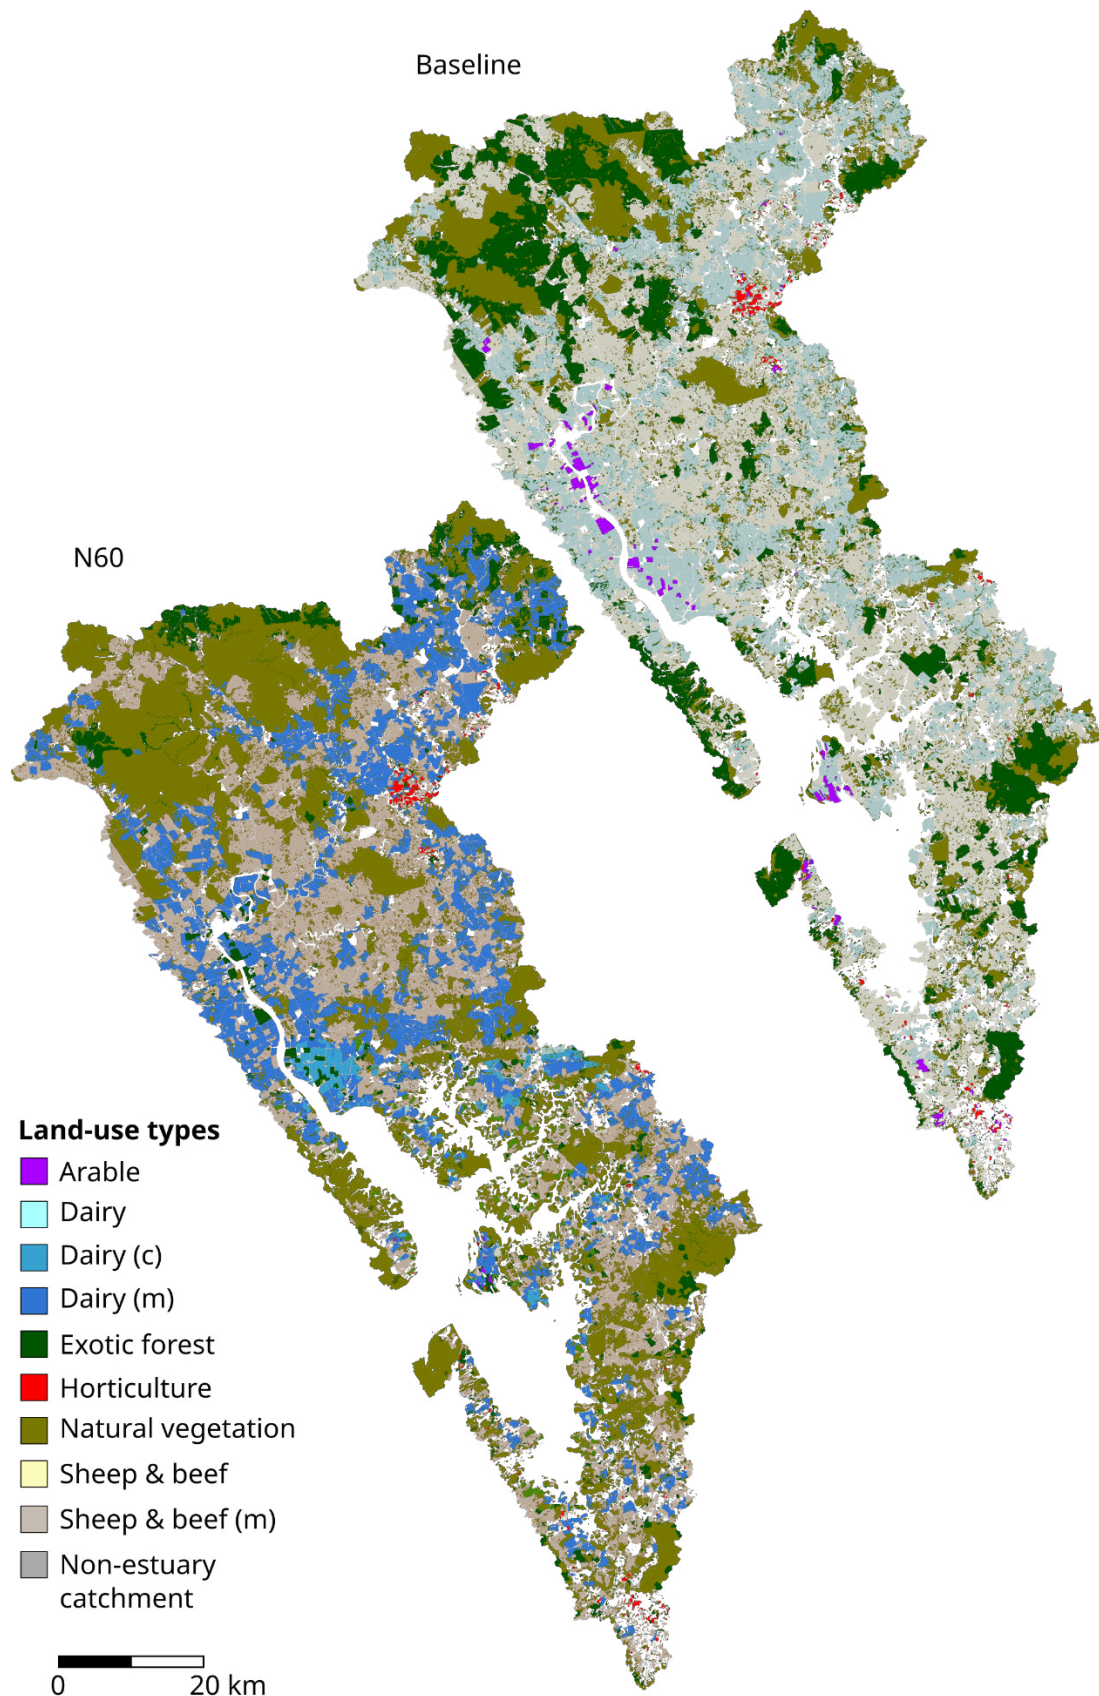 Baseline
N60
Land-use types
Arable
Dairy
Dairy (c)
Dairy (m)
Exotic forest
Horticulture
Natural vegetation
Sheep & beef
Sheep & beef (m)
Non-estuary
catchment
0 20 km